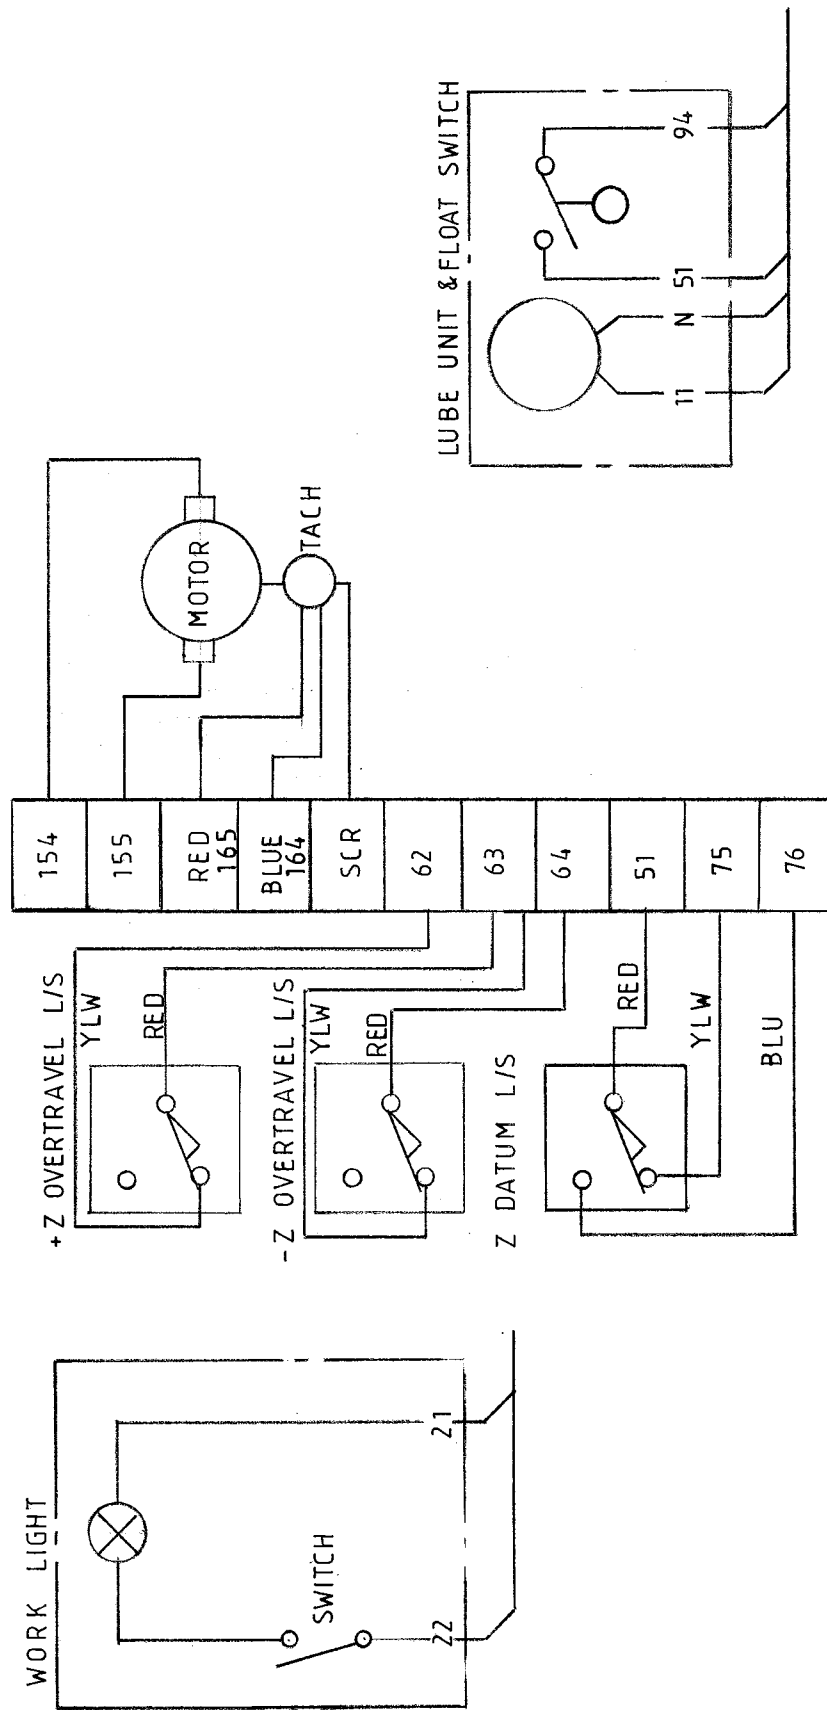 WORK LIGHT
SWITCH
22
21
+Z OVERTRAVEL L/S
YLW
RED
-Z OVERTRAVEL L/S
YLW
RED
Z DATUM L/S
RED
YLW
BLU
154
155
RED
165
BLUE
164
SCR
62
63
64
51
75
76
MOTOR
TACH
LUBE UNIT &FLOAT SWITCH
11
N
51
94